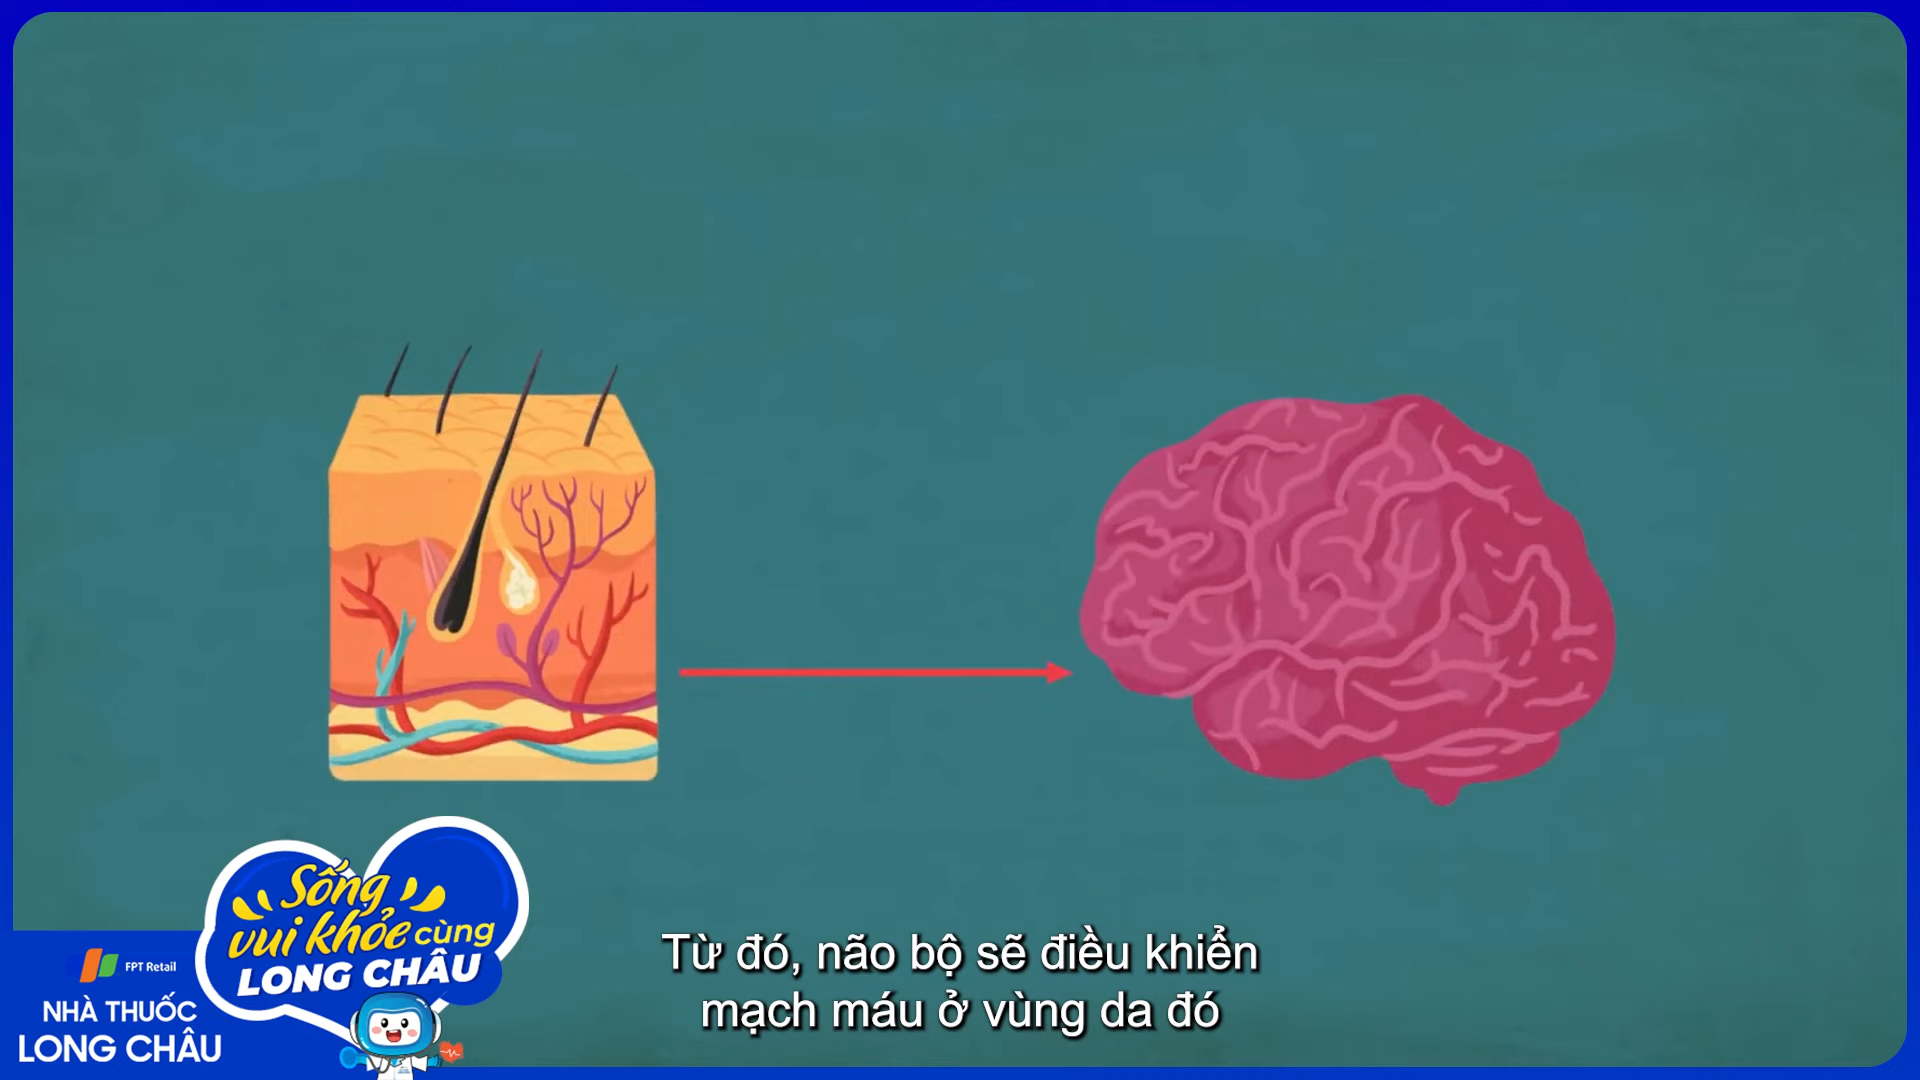 Sống
vui khỏe cùng
LONG CHÂU
FPT Retail
NHÀ THUỐC
LONG CHÂU
Từ đó, não bộ sẽ điều khiển
mạch máu ở vùng da đó